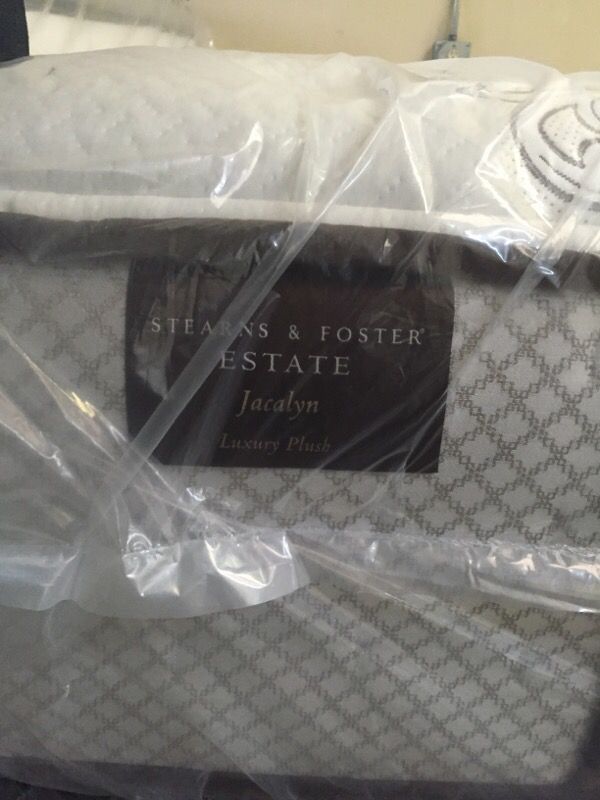 STEARNS & FOSTER®
ESTATE
Jacalyn
Luxury Plush